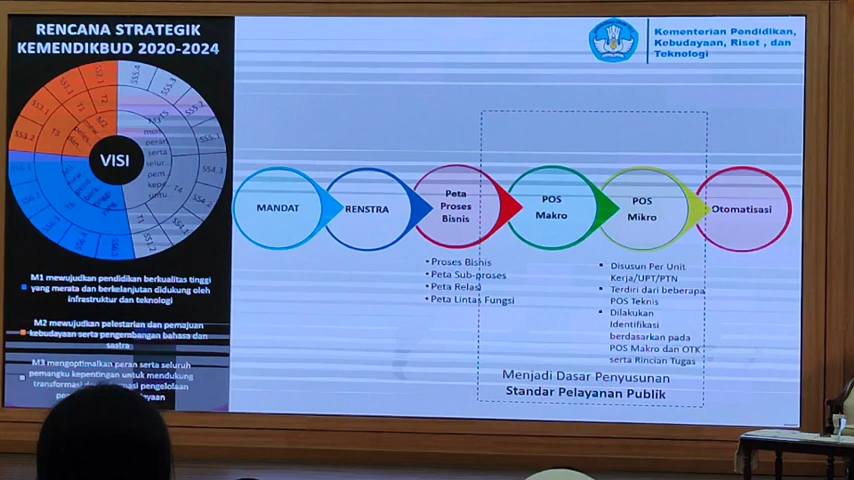 RENCANA STRATEGIK
KEMENDIKBUD 2020-2024
VISI
M1 mewujudkan pendidikan berkualitas tinggi
yang merata dan berkelanjutan didukung oleh
infrastruktur dan teknologi
M2 mewujudkan pelestarian dan pemajuan
kebudayaan serta pengembangan bahasa dan
sastra
M3 mengoptimalkan peran serta seluruh
pemangku kepentingan untuk mendukung
transformasi pengelolaan
Kementerian Pendidikan,
Kebudayaan, Riset , dan
Teknologi
MANDAT
RENSTRA
Peta
Proses
Bisnis
POS
Makro
POS
Mikro
Otomatisasi
• Proses Bisnis
• Peta Sub-proses
• Peta Relasi
• Peta Lintas Fungsi
▪ Disusun Per Unit
Kerja/UPT/PTN
▪ Terdiri dari beberapa
POS Teknis
▪ Dilakukan
Identifikasi
berdasarkan pada
POS Makro dan OTK
serta Rincian Tugas
Menjadi Dasar Penyusunan
Standar Pelayanan Publik